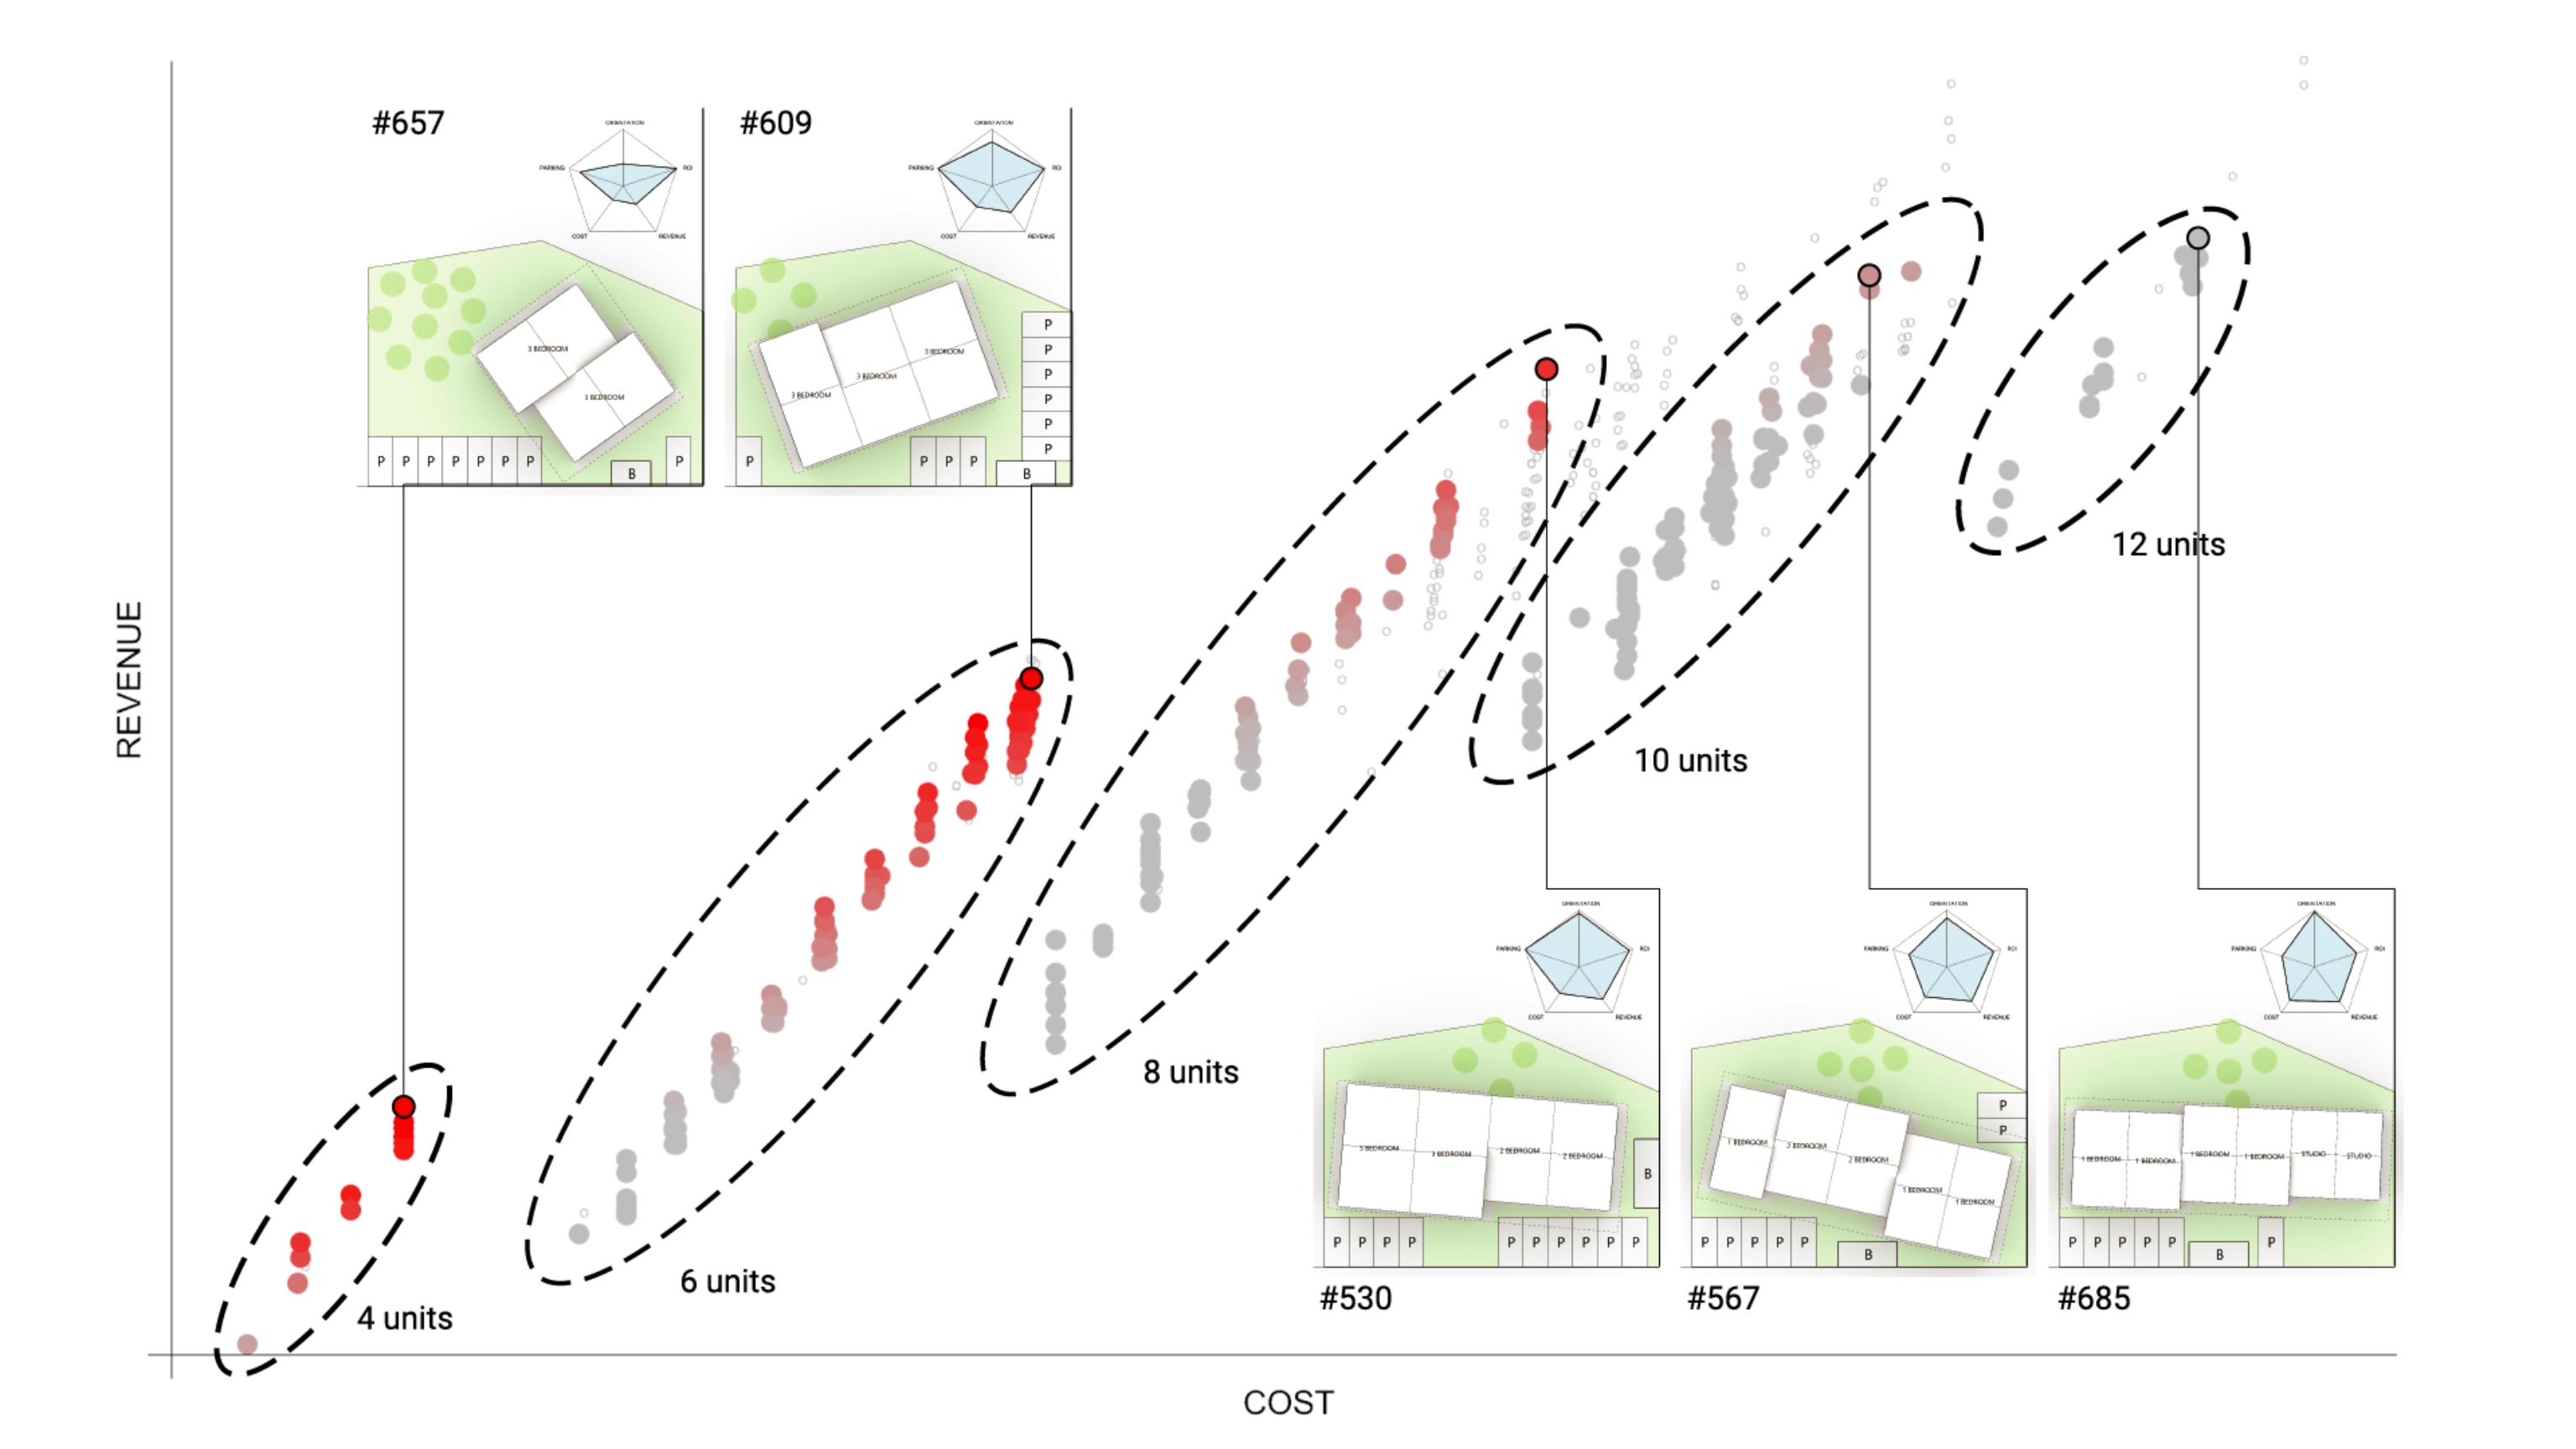 #657
ORIENTATION
PARKING
ROI
COST
REVENUE
3 BEDROOM
3 BEDROOM
P P P P P P P
B
P
#609
ORIENTATION
PARKING
ROI
COST
REVENUE
3 BEDROOM
3 BEDROOM
3 BEDROOM
P
P
P
P
P
P
P
P P P
B
REVENUE
12 units
10 units
8 units
6 units
4 units
ORIENTATION
PARKING
ROI
COST
REVENUE
3 BEDROOM
3 BEDROOM
2 BEDROOM
2 BEDROOM
B
P P P P
P P P P P P
#530
ORIENTATION
PARKING
ROI
COST
REVENUE
1 BEDROOM
2 BEDROOM
1 BEDROOM
1 BEDROOM
P
P
P P P P P
B
#567
ORIENTATION
PARKING
ROI
COST
REVENUE
1 BEDROOM
1 BEDROOM
1 BEDROOM
1 BEDROOM
STUDIO
STUDIO
P P P P P
B
P
#685
COST